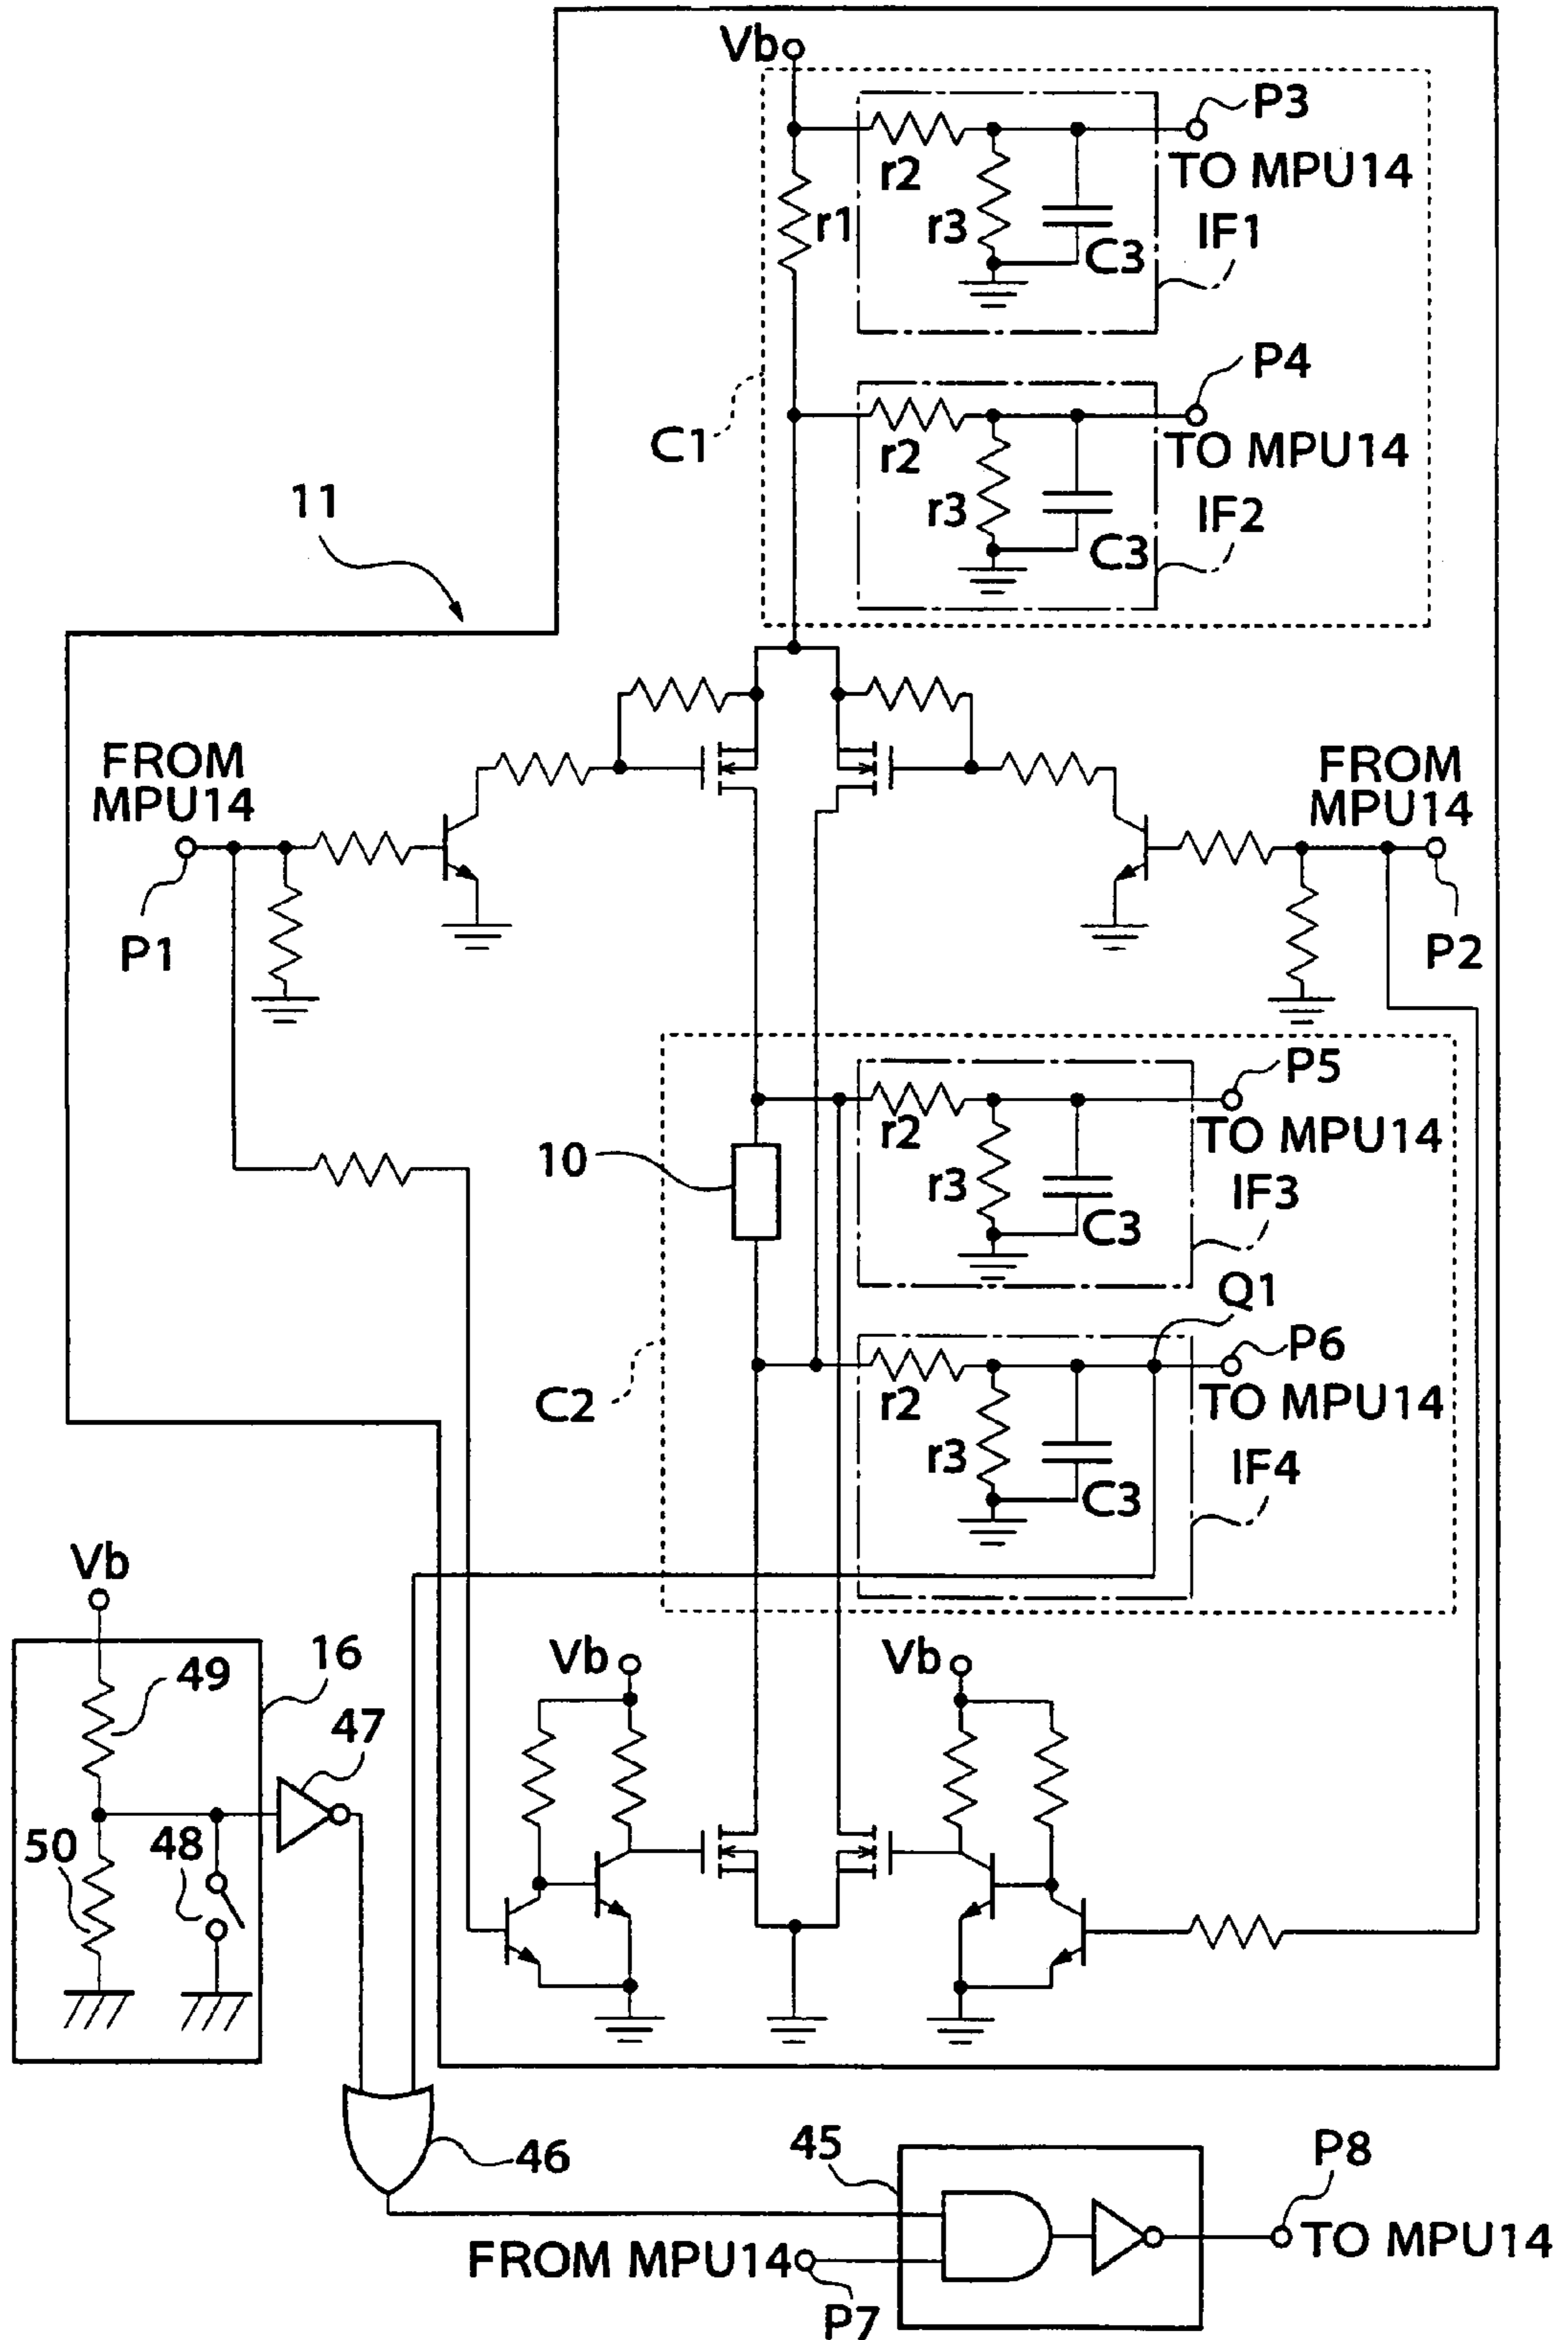 Vb
P3
TO MPU14
r2
r1
r3
C3
IF1
P4
C1
TO MPU14
r2
r3
C3
IF2
11
FROM
MPU14
FROM
MPU14
P1
P2
P5
r2
TO MPU14
10
r3
C3
IF3
Q1
P6
C2
r2
TO MPU14
r3
C3
IF4
Vb
Vb
Vb
49
16
47
50
48
46
45
P8
FROM MPU14
TO MPU14
P7